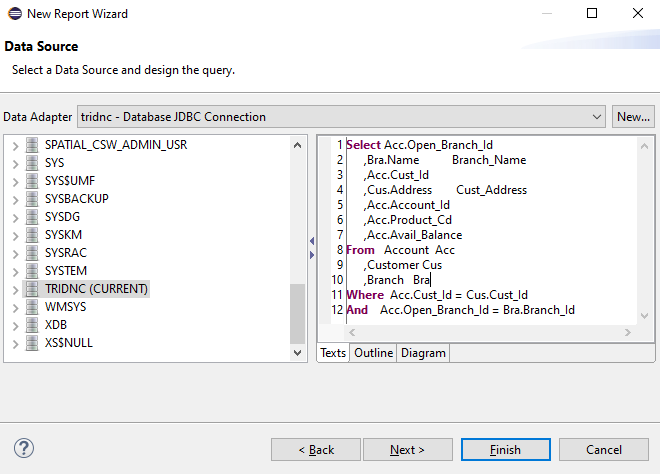 New Report Wizard
Data Source
Select a Data Source and design the query.
Data Adapter tridnc - Database JDBC Connection New...
SPATIAL_CSW_ADMIN_USR
SYS
SYS$UMF
SYSBACKUP
SYSDG
SYSKM
SYSRAC
SYSTEM
TRIDNC (CURRENT)
WMSYS
XDB
XS$NULL
1 Select Acc.Open_Branch_Id
2 ,Bra.Name Branch_Name
3 ,Acc.Cust_Id
4 ,Cus.Address Cust_Address
5 ,Acc.Account_Id
6 ,Acc.Product_Cd
7 ,Acc.Avail_Balance
8 From Account Acc
9 ,Customer Cus
10 ,Branch Bra
11 Where Acc.Cust_Id = Cus.Cust_Id
12 And Acc.Open_Branch_Id = Bra.Branch_Id
Texts Outline Diagram
? < Back Next > Finish Cancel